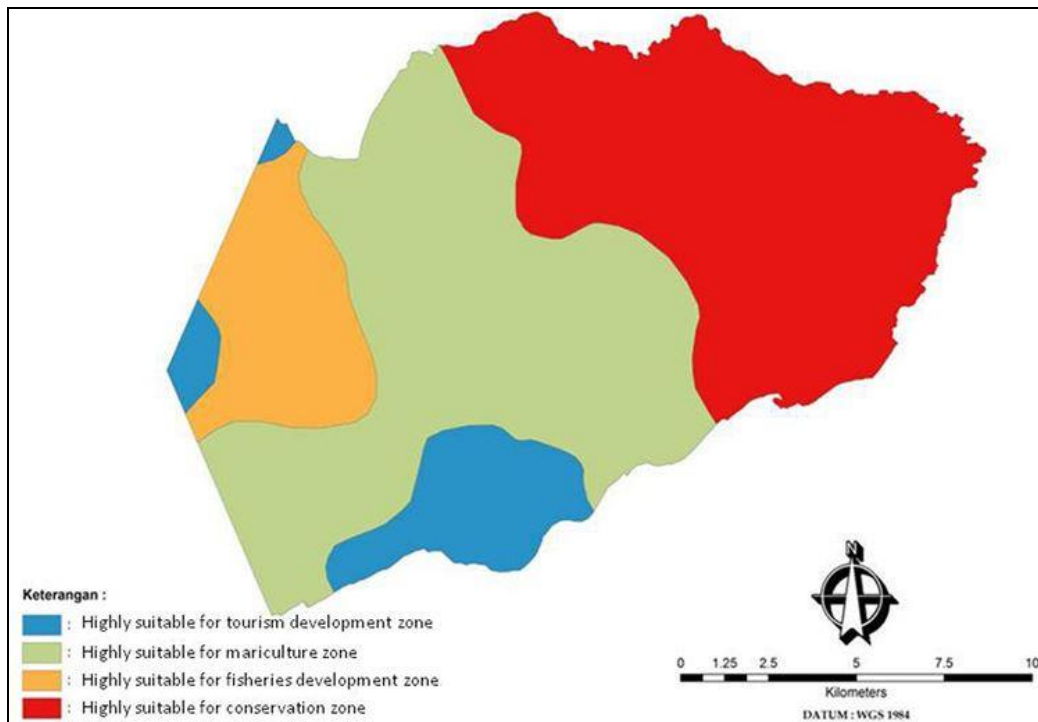 N
Keterangan :
: Highly suitable for tourism development zone
: Highly suitable for mariculture zone
: Highly suitable for fisheries development zone
: Highly suitable for conservation zone
0 1.25 2.5 5 7.5 10
Kilometers
DATUM : WGS 1984